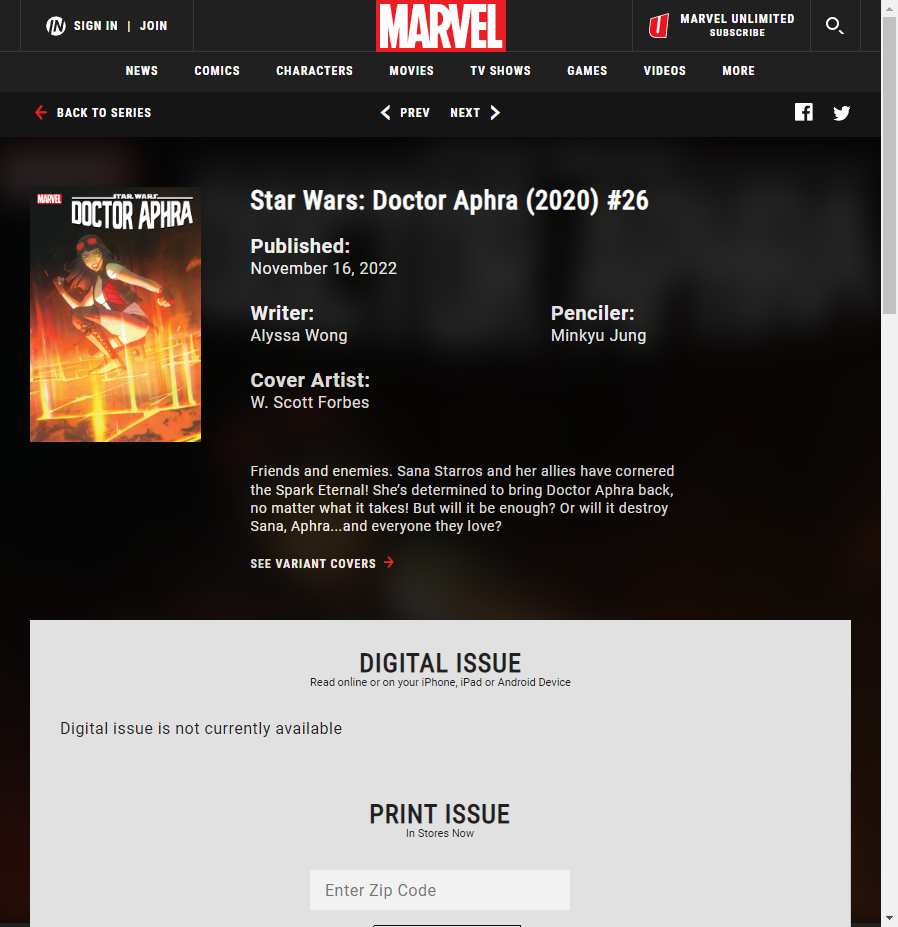 SIGN IN | JOIN
MARVEL
MARVEL UNLIMITED
SUBSCRIBE
NEWS COMICS CHARACTERS MOVIES TV SHOWS GAMES VIDEOS MORE
BACK TO SERIES
PREV NEXT
MARVEL
STAR WARS
DOCTOR APHRA
Star Wars: Doctor Aphra (2020) #26
Published:
November 16, 2022
Writer:
Alyssa Wong
Penciler:
Minkyu Jung
Cover Artist:
W. Scott Forbes
Friends and enemies. Sana Starros and her allies have cornered
the Spark Eternal! She’s determined to bring Doctor Aphra back,
no matter what it takes! But will it be enough? Or will it destroy
Sana, Aphra...and everyone they love?
SEE VARIANT COVERS
DIGITAL ISSUE
Read online or on your iPhone, iPad or Android Device
Digital issue is not currently available
PRINT ISSUE
In Stores Now
Enter Zip Code